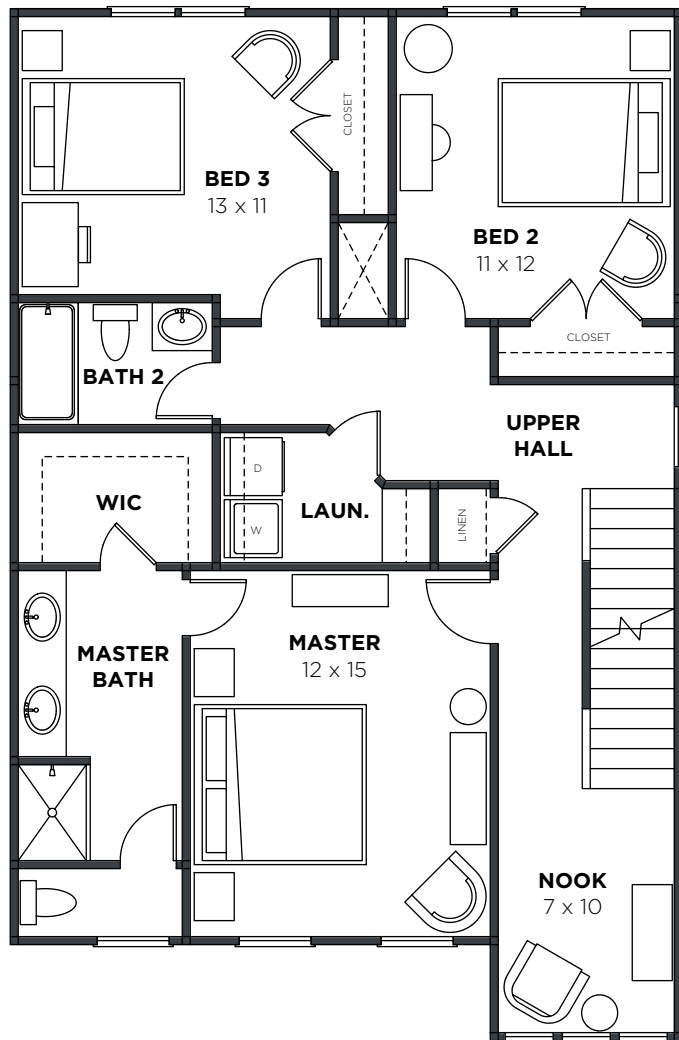 CLOSET
BED 3
13 x 11
BED 2
11 x 12
CLOSET
BATH 2
UPPER
HALL
D
WIC
LAUN.
LINEN
W
MASTER
12 x 15
MASTER
BATH
NOOK
7 x 10